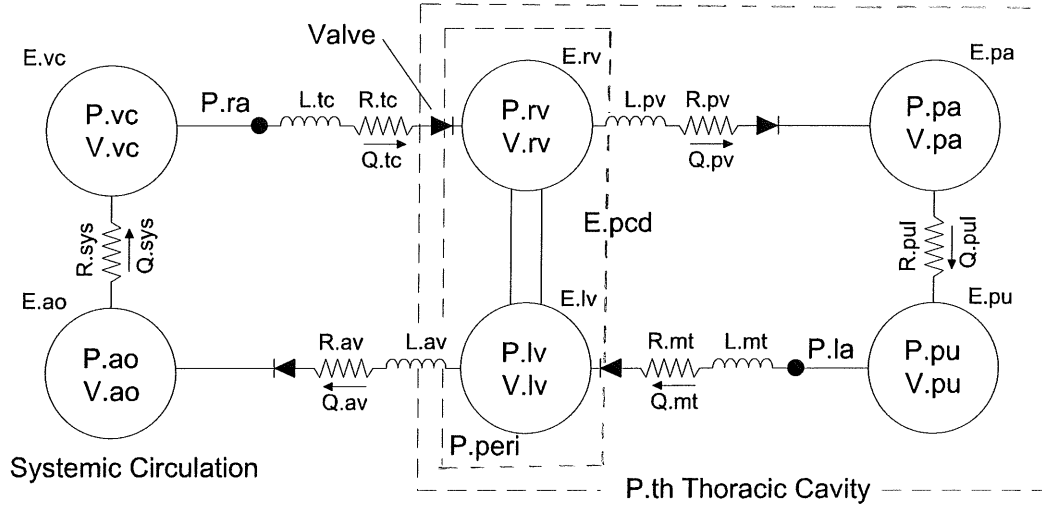 Valve
E.vc
E.rv
E.pa
P.vc
V.vc
P.ra
L.tc
R.tc
Q.tc
P.rv
V.rv
L.pv
R.pv
Q.pv
P.pa
V.pa
R.sys
Q.sys
E.pcd
R.pul
Q.pul
E.ao
E.lv
E.pu
P.ao
V.ao
R.av
Q.av
L.av
P.lv
V.lv
R.mt
Q.mt
L.mt
P.la
P.pu
V.pu
P.peri
Systemic Circulation
P.th Thoracic Cavity